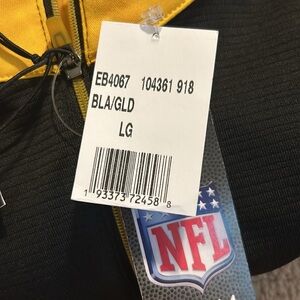 EB4067 104361 918
BLA/GLD
LG
1 93373 72458 8
NFL